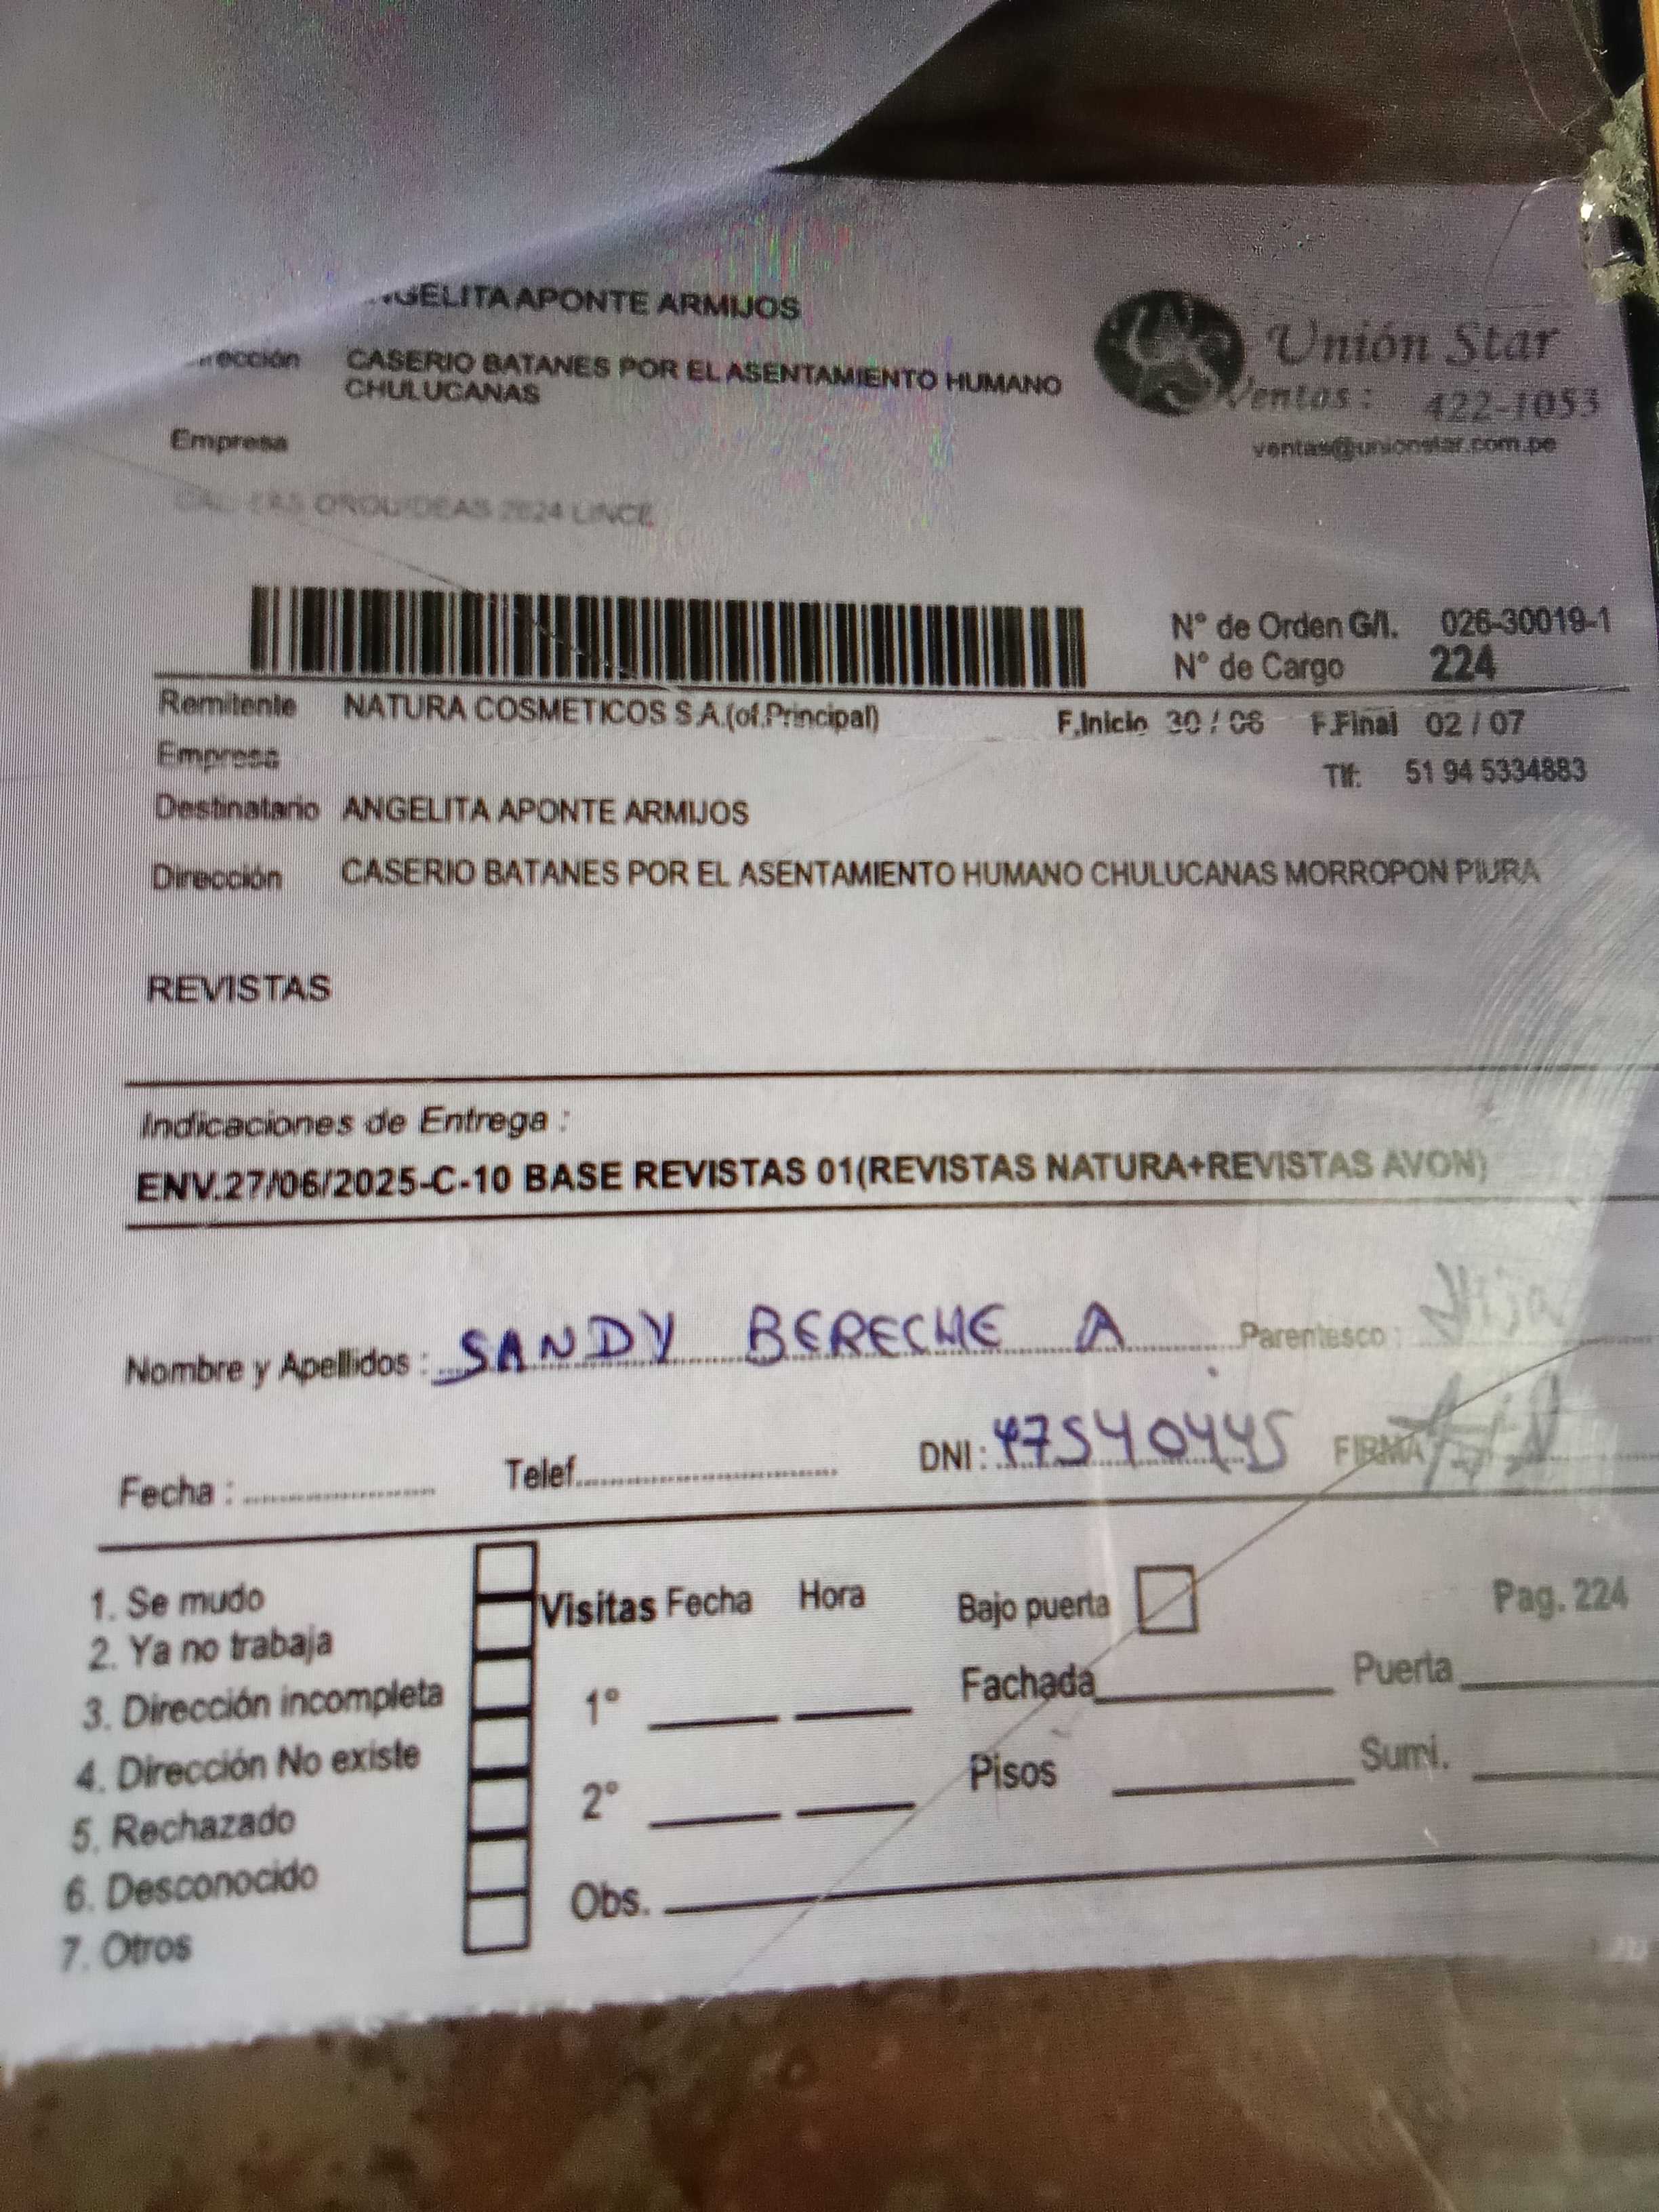 ANGELITA APONTE ARMIJOS
Dirección CASERIO BATANES POR EL ASENTAMIENTO HUMANO
CHULUCANAS
Empresa
Unión Star
Ventas: 422-1053
ventas@unionstar.com.pe
ORQUIDEAS 2624 LINCE
N° de Orden G/I. 026-30019-1
N° de Cargo 224
Remitente NATURA COSMETICOS S.A.(of.Principal) F.Inicio 30 / 06 F.Final 02 / 07
Empresa
Tlf: 51 94 5334883
Destinatario ANGELITA APONTE ARMIJOS
Dirección CASERIO BATANES POR EL ASENTAMIENTO HUMANO CHULUCANAS MORROPON PIURA
REVISTAS
Indicaciones de Entrega :
ENV.27/06/2025-C-10 BASE REVISTAS 01(REVISTAS NATURA+REVISTAS AVON)
Nombre y Apellidos : SANDY BERECHE A Parentesco : Hija
Fecha : Telef. DNI: 47540445 FIRMA
1. Se mudo
2. Ya no trabaja
3. Dirección incompleta
4. Dirección No existe
5. Rechazado
6. Desconocido
7. Otros
Visitas Fecha Hora
1°
2°
Obs.
Bajo puerta
Pag. 224
Fachada Puerta
Pisos Sumi.